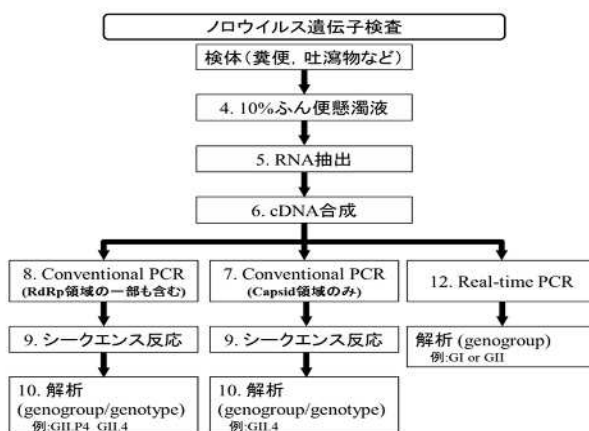 ノロウイルス遺伝子検査
検体(糞便，吐瀉物など)
4. 10%ふん便懸濁液
5. RNA抽出
6. cDNA合成
8. Conventional PCR
(RdRp領域の一部も含む)
7. Conventional PCR
(Capsid領域のみ)
12. Real-time PCR
9. シークエンス反応
9. シークエンス反応
解析 (genogroup)
例:GI or GII
10. 解析
(genogroup/genotype)
例:GII.P4_GII.4
10. 解析
(genogroup/genotype)
例:GII.4